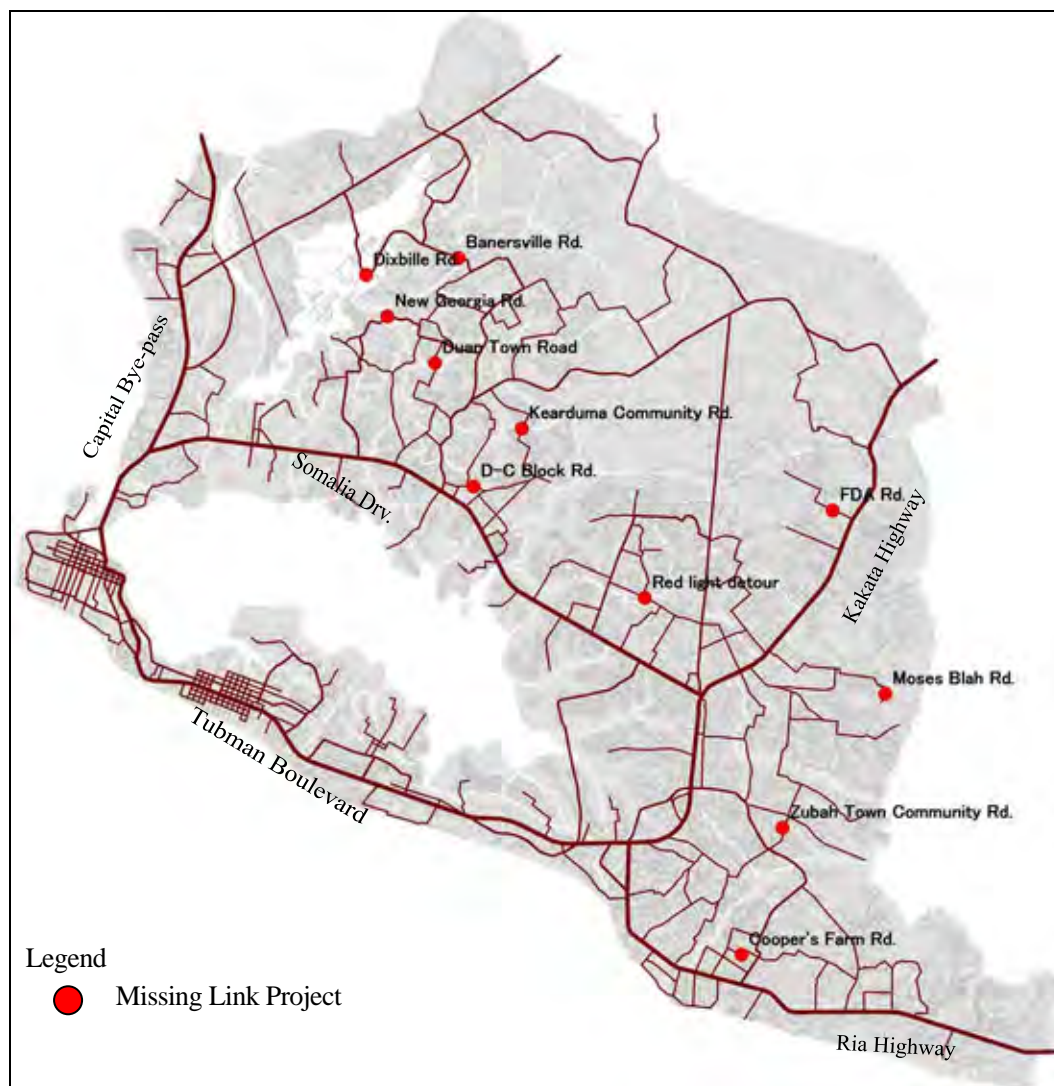 Banersville Rd.
Dixbille Rd.
New Georgia Rd.
Duan Town Road
Capital Bye-pass
Kearduma Community Rd.
Somalia Drv.
D-C Block Rd.
FDA Rd.
Kakata Highway
Red light detour
Moses Blah Rd.
Tubman Boulevard
Zubah Town Community Rd.
Cooper's Farm Rd.
Legend
Missing Link Project
Ria Highway